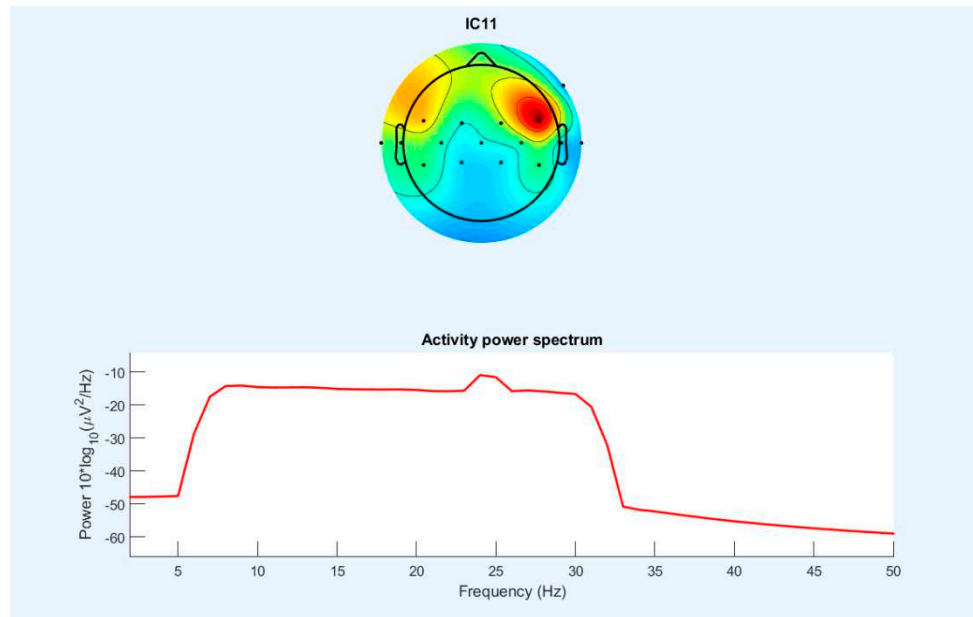 IC11
Activity power spectrum
Power 10*log₁₀(μV²/Hz)
-10
-20
-30
-40
-50
-60
5 10 15 20 25 30 35 40 45 50
Frequency (Hz)